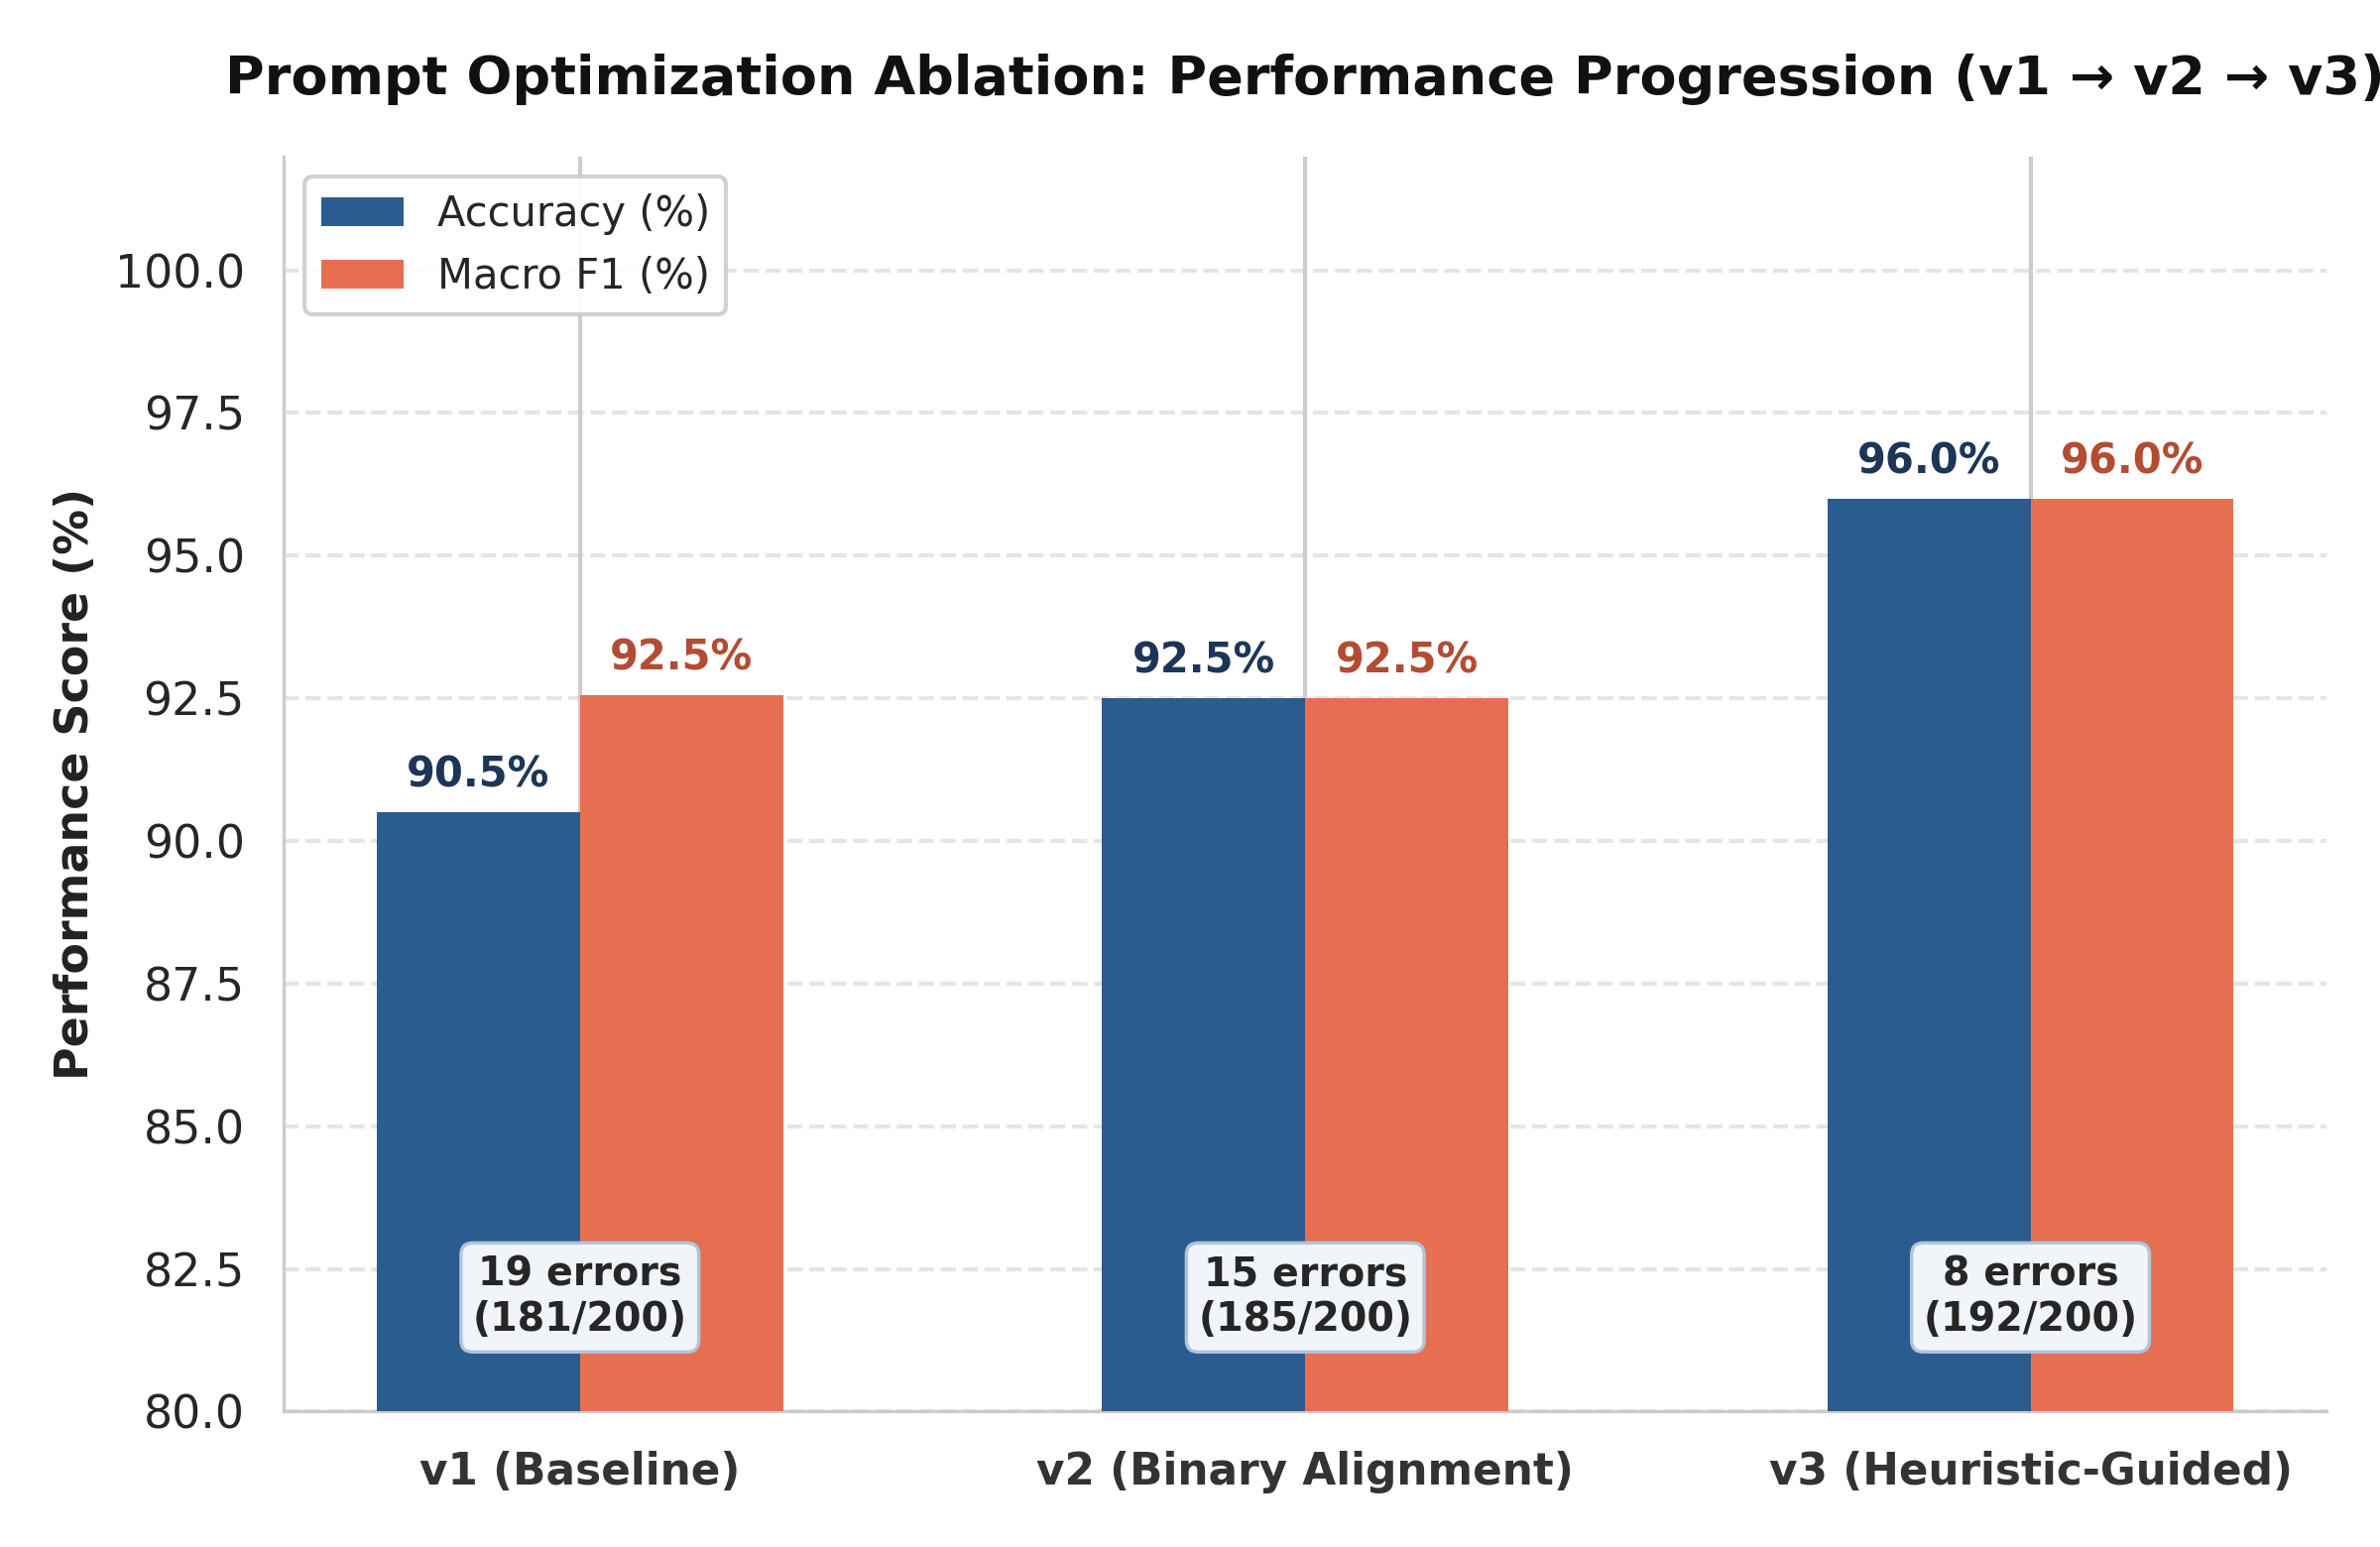 Prompt Optimization Ablation: Performance Progression (v1 → v2 → v3)
Accuracy (%)
Macro F1 (%)
Performance Score (%)
100.0
97.5
95.0
92.5
90.0
87.5
85.0
82.5
80.0
90.5%
92.5%
92.5%
92.5%
96.0%
96.0%
19 errors
(181/200)
15 errors
(185/200)
8 errors
(192/200)
v1 (Baseline)
v2 (Binary Alignment)
v3 (Heuristic-Guided)